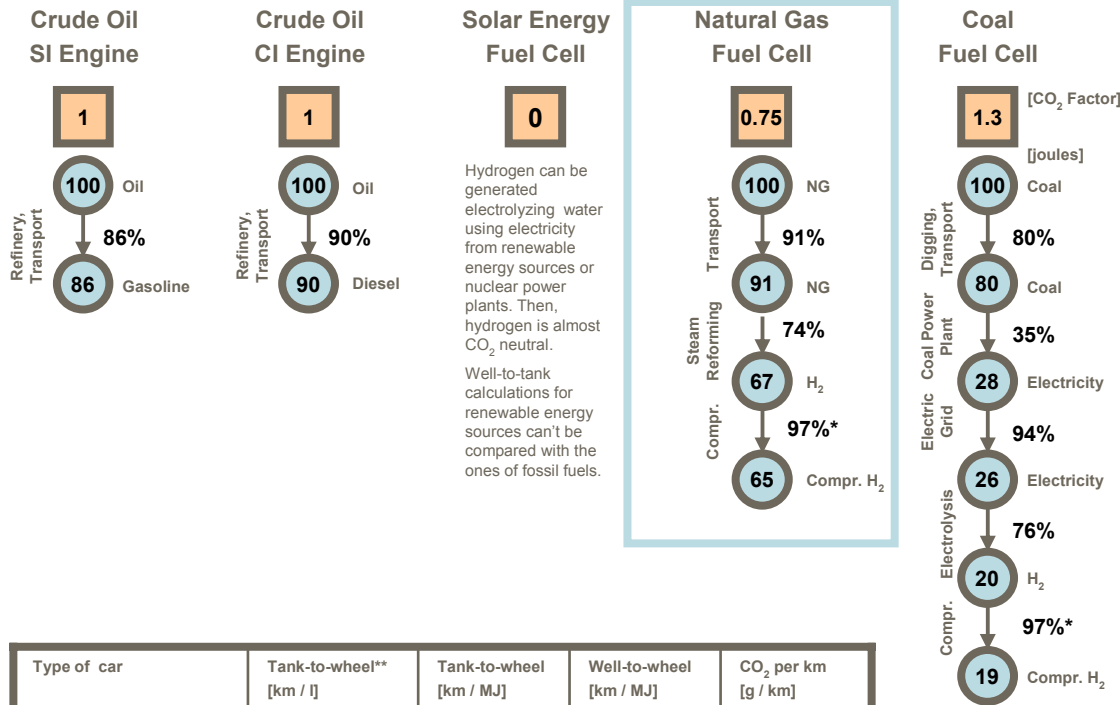 Crude Oil
SI Engine
1
100 Oil
Refinery,
Transport
86%
86 Gasoline
Crude Oil
CI Engine
1
100 Oil
Refinery,
Transport
90%
90 Diesel
Solar Energy
Fuel Cell
0
Hydrogen can be
generated
electrolyzing water
using electricity
from renewable
energy sources or
nuclear power
plants. Then,
hydrogen is almost
CO2 neutral.
Well-to-tank
calculations for
renewable energy
sources can't be
compared with the
ones of fossil fuels.
Natural Gas
Fuel Cell
0.75
100 NG
Transport
91%
91 NG
Steam
Reforming
74%
67 H2
Compr.
97%*
65 Compr. H2
Coal
Fuel Cell
1.3
[CO2 Factor]
[joules]
100 Coal
Digging,
Transport
80%
80 Coal
Coal Power
Plant
35%
28 Electricity
Electric
Grid
94%
26 Electricity
Electrolysis
76%
20 H2
Compr.
97%*
19 Compr. H2
Type of car Tank-to-wheel** Tank-to-wheel Well-to-wheel CO2 per km
[km / l] [km / MJ] [km / MJ] [g / km]